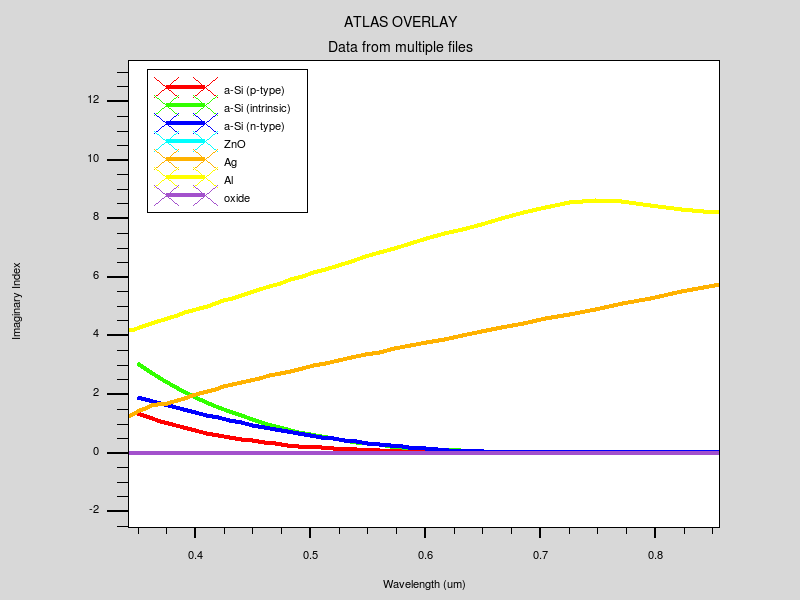 ATLAS OVERLAY
Data from multiple files
a-Si (p-type)
a-Si (intrinsic)
a-Si (n-type)
ZnO
Ag
Al
oxide
Imaginary Index
12
10
8
6
4
2
0
-2
0.4 0.5 0.6 0.7 0.8
Wavelength (um)